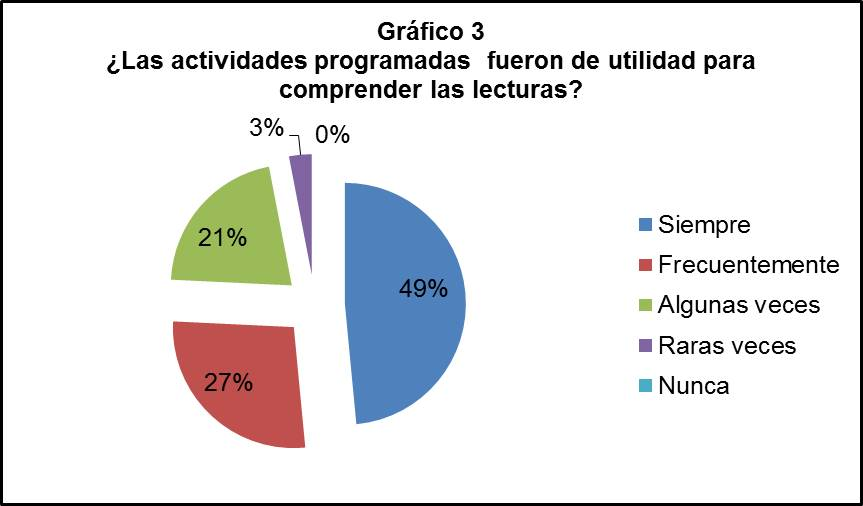 Gráfico 3
¿Las actividades programadas  fueron de utilidad para
comprender las lecturas?
3%
0%
21%
49%
27%
Siempre
Frecuentemente
Algunas veces
Raras veces
Nunca